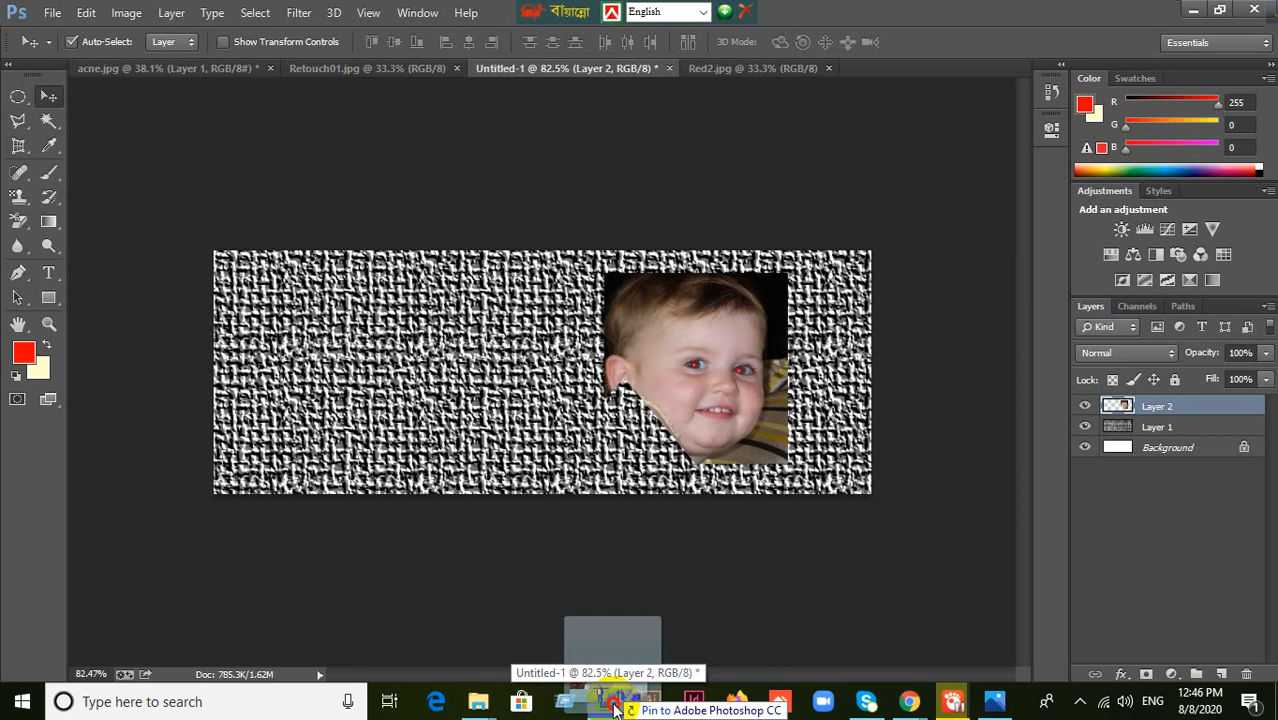 Ps File Edit Image Layer Type Select Filter 3D View Window Help
বায়ান্নো English
Auto-Select: Layer Show Transform Controls 3D Mode: Essentials
acne.jpg @ 38.1% (Layer 1, RGB/8#) * × Retouch01.jpg @ 33.3% (RGB/8) × Untitled-1 @ 82.5% (Layer 2, RGB/8) * × Red2.jpg @ 33.3% (RGB/8) ×
Color Swatches
R 255
G 0
B 0
Adjustments Styles
Add an adjustment
Layers Channels Paths
Kind
Normal Opacity: 100%
Lock: Fill: 100%
Layer 2
Layer 1
Background
82.47% Doc: 785.3K/1.62M
Untitled-1 @ 82.5% (Layer 2, RGB/8) *
Type here to search
Pin to Adobe Photoshop CC
ENG
12:46 PM
8/8/2020
1